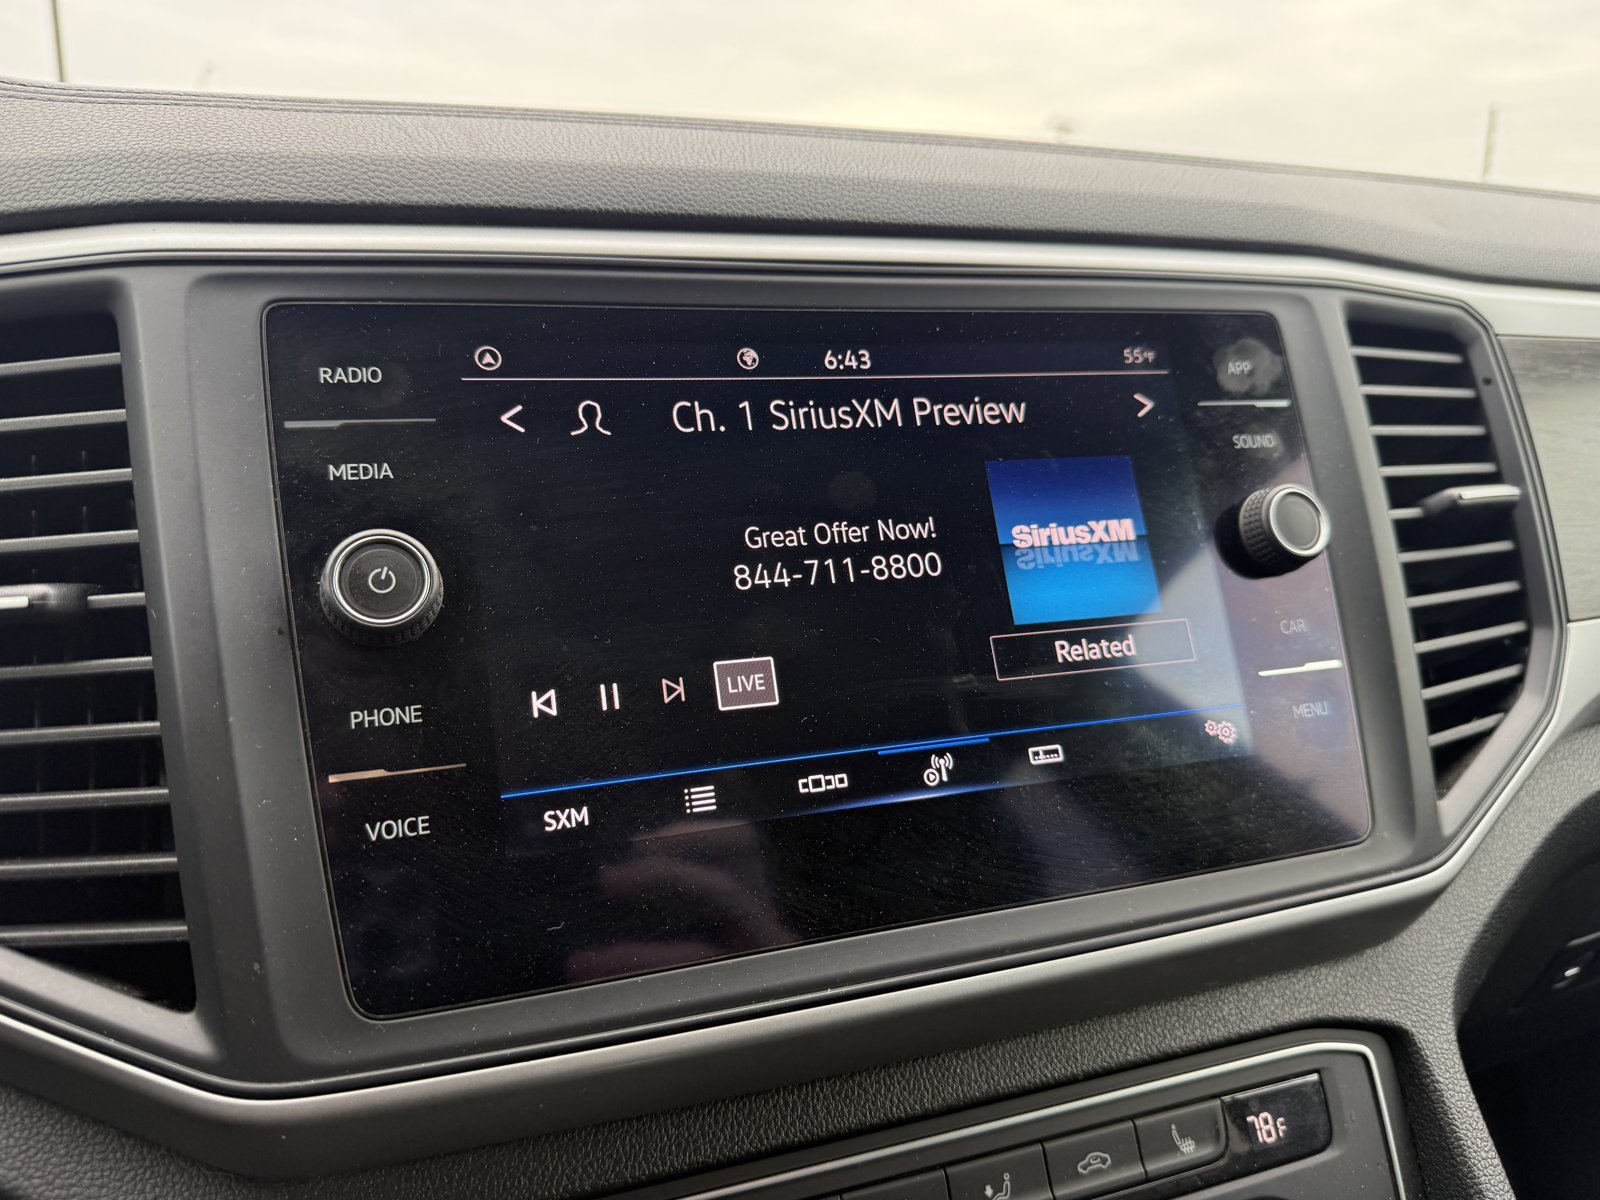 RADIO
MEDIA
PHONE
VOICE
6:43
55°F
Ch. 1 SiriusXM Preview
Great Offer Now!
844-711-8800
SiriusXM
Related
LIVE
SXM
APP
SOUND
CAR
MENU
78F